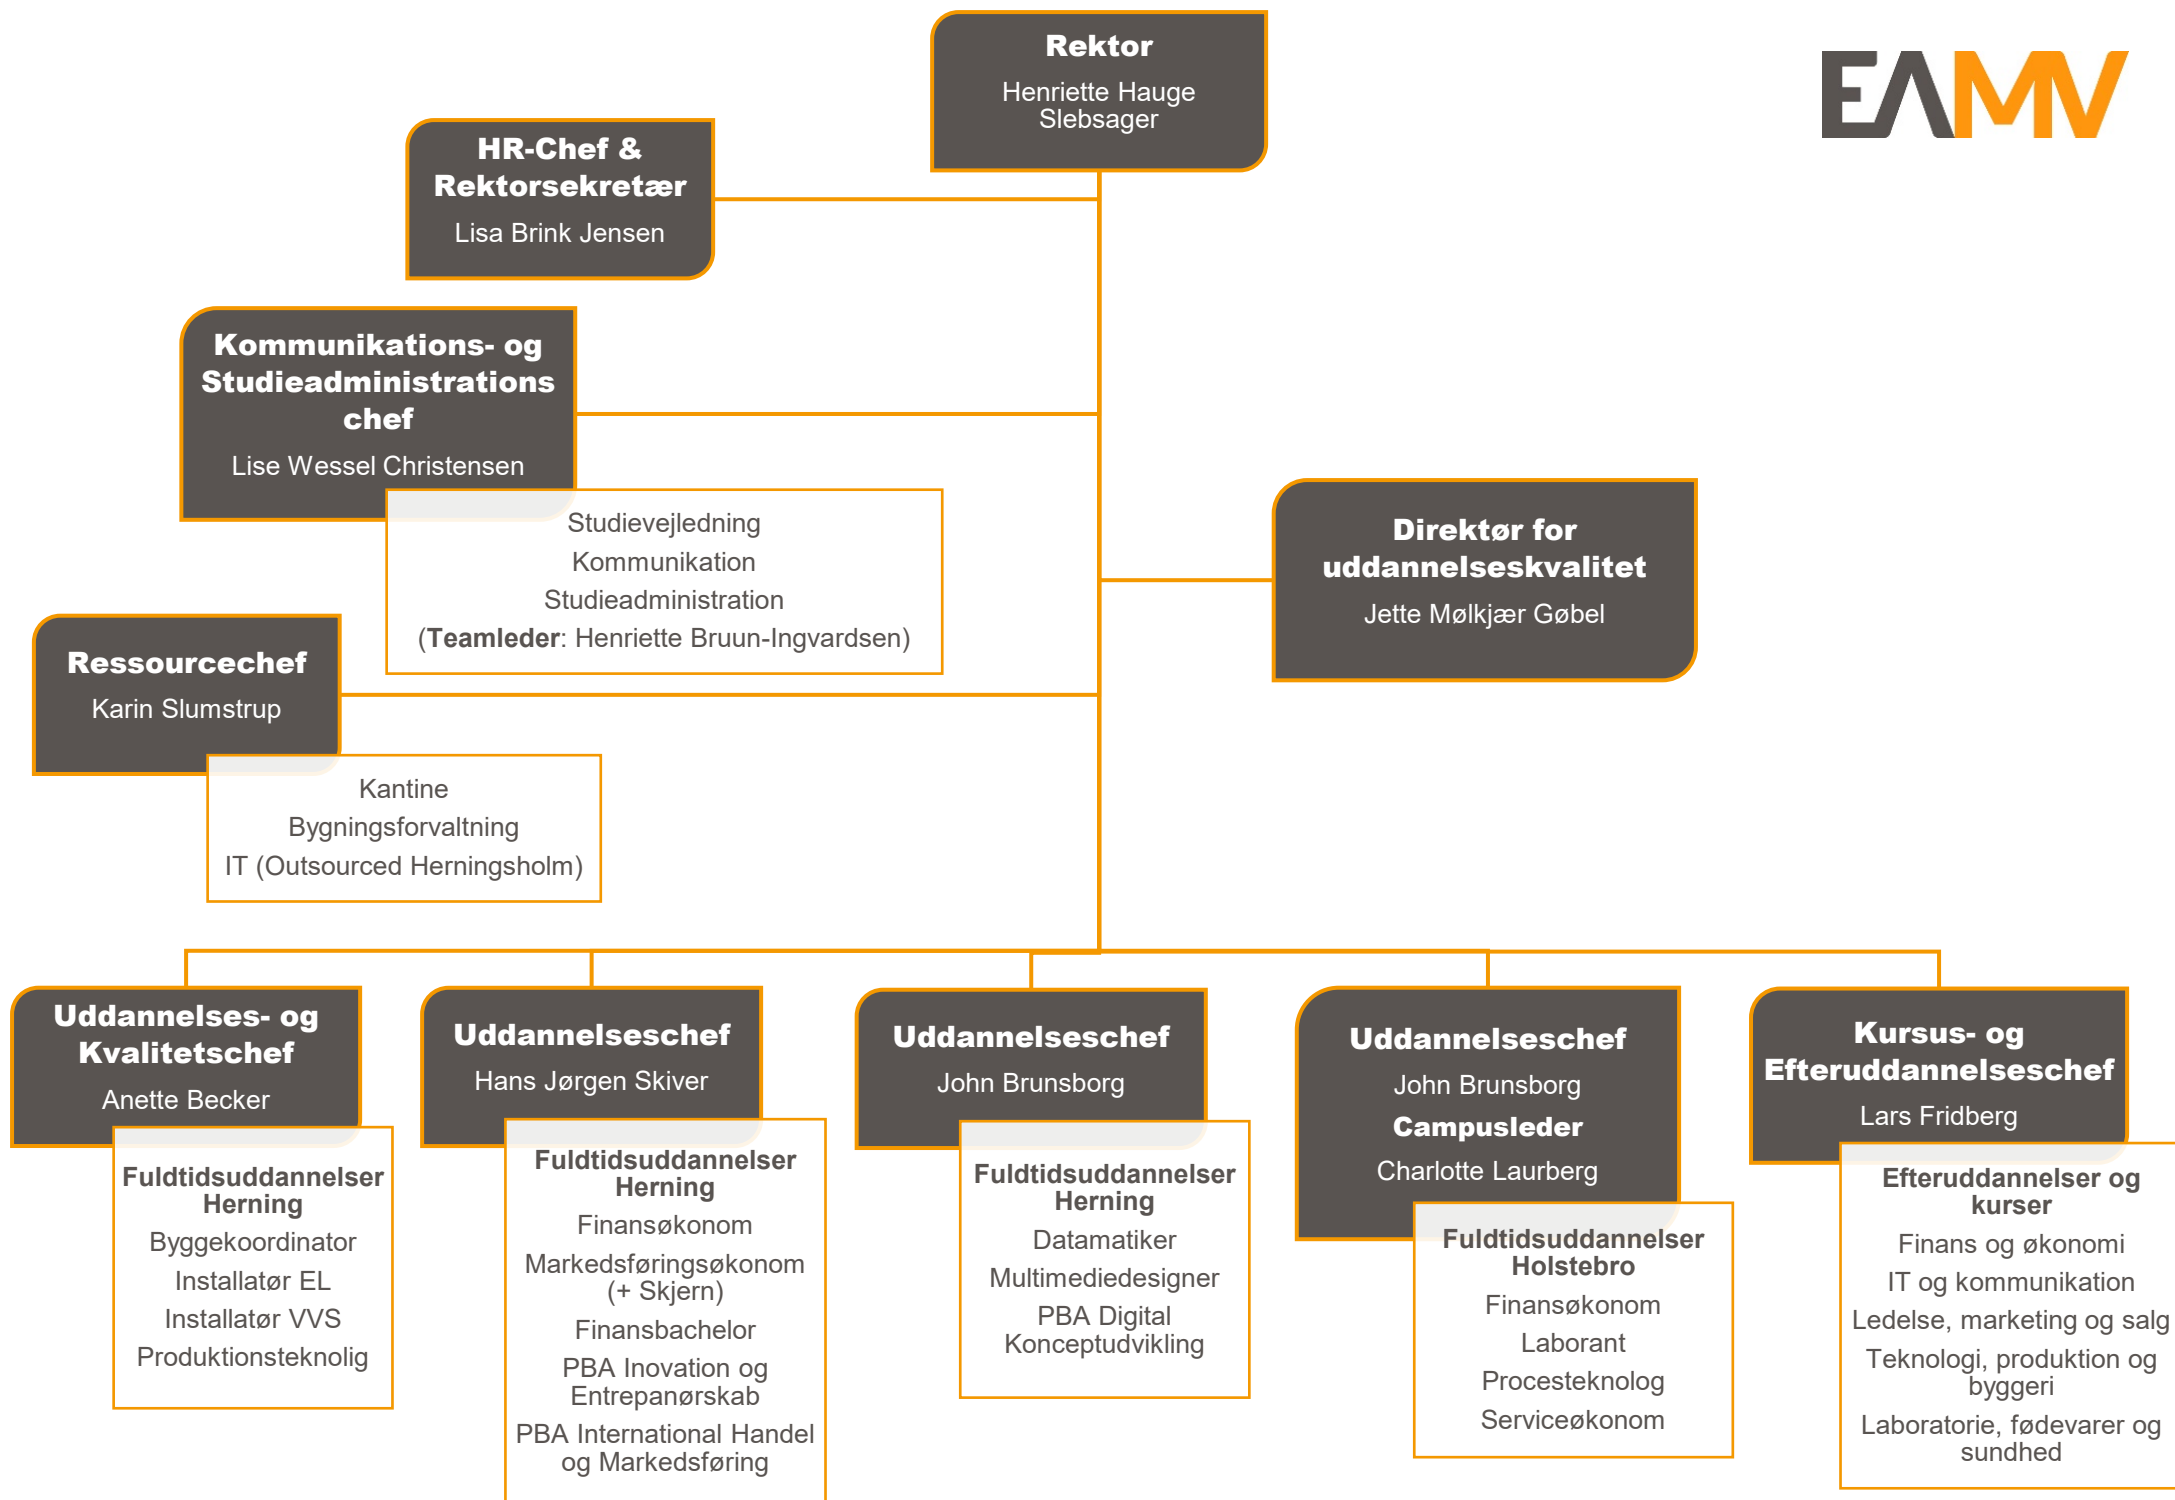 Rektor
Henriette Hauge
Slebsager
EAMV
HR-Chef &
Rektorsekretær
Lisa Brink Jensen
Kommunikations- og
Studieadministrations
chef
Lise Wessel Christensen
Studievejledning
Kommunikation
Studieadministration
(Teamleder: Henriette Bruun-Ingvardsen)
Direktør for
uddannelseskvalitet
Jette Mølkjær Gøbel
Ressourcechef
Karin Slumstrup
Kantine
Bygningsforvaltning
IT (Outsourced Herningsholm)
Uddannelses- og
Kvalitetschef
Anette Becker
Fuldtidsuddannelser
Herning
Byggekoordinator
Installatør EL
Installatør VVS
Produktionsteknolig
Uddannelseschef
Hans Jørgen Skiver
Fuldtidsuddannelser
Herning
Finansøkonom
Markedsføringsøkonom
(+ Skjern)
Finansbachelor
PBA Inovation og
Entrepanørskab
PBA International Handel
og Markedsføring
Uddannelseschef
John Brunsborg
Fuldtidsuddannelser
Herning
Datamatiker
Multimediedesigner
PBA Digital
Konceptudvikling
Uddannelseschef
John Brunsborg
Campusleder
Charlotte Laurberg
Fuldtidsuddannelser
Holstebro
Finansøkonom
Laborant
Procesteknolog
Serviceøkonom
Kursus- og
Efteruddannelseschef
Lars Fridberg
Efteruddannelser og
kurser
Finans og økonomi
IT og kommunikation
Ledelse, marketing og salg
Teknologi, produktion og
byggeri
Laboratorie, fødevarer og
sundhed